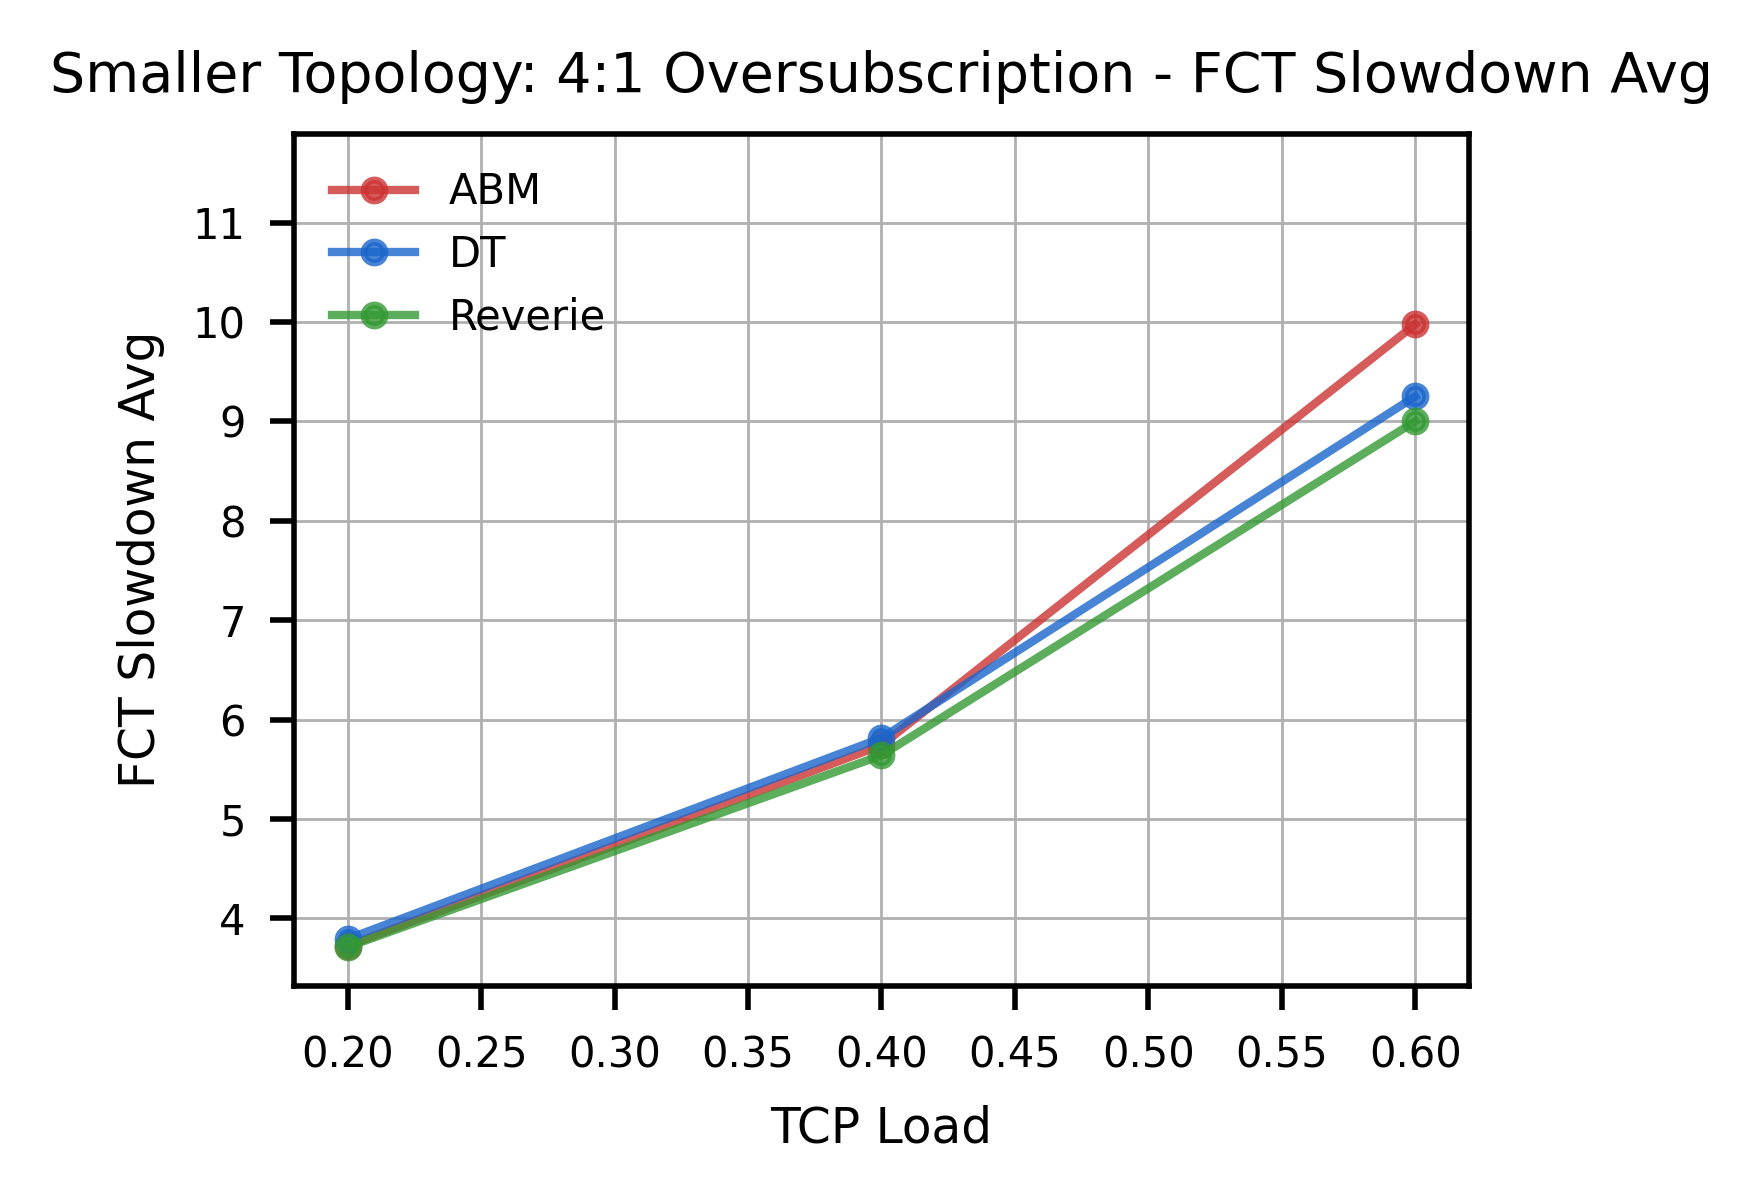 Smaller Topology: 4:1 Oversubscription - FCT Slowdown Avg
ABM
DT
Reverie
FCT Slowdown Avg
11
10
9
8
7
6
5
4
0.20 0.25 0.30 0.35 0.40 0.45 0.50 0.55 0.60
TCP Load